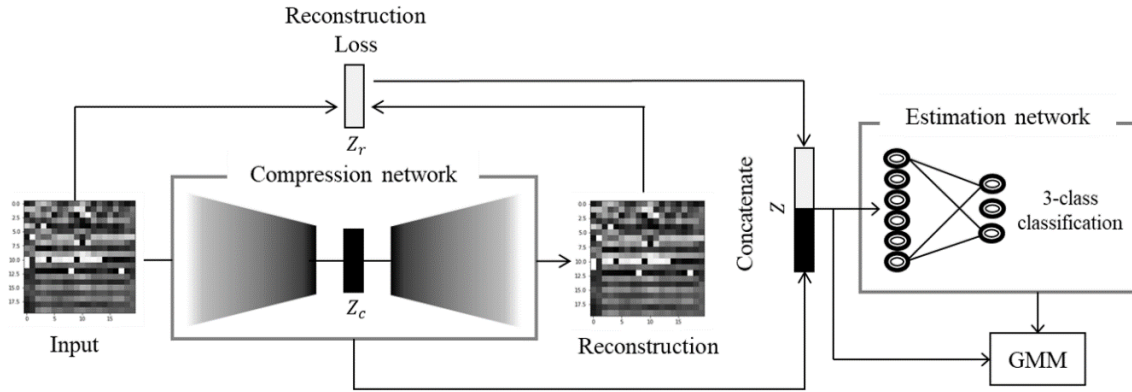 Reconstruction
Loss
Z_r
Compression network
Z_c
0.0
2.5
5.0
7.5
10.0
12.5
15.0
17.5
0
5
10
15
Input
0.0
2.5
5.0
7.5
10.0
12.5
15.0
17.5
0
5
10
15
Reconstruction
Concatenate
Z
Estimation network
3-class
classification
GMM